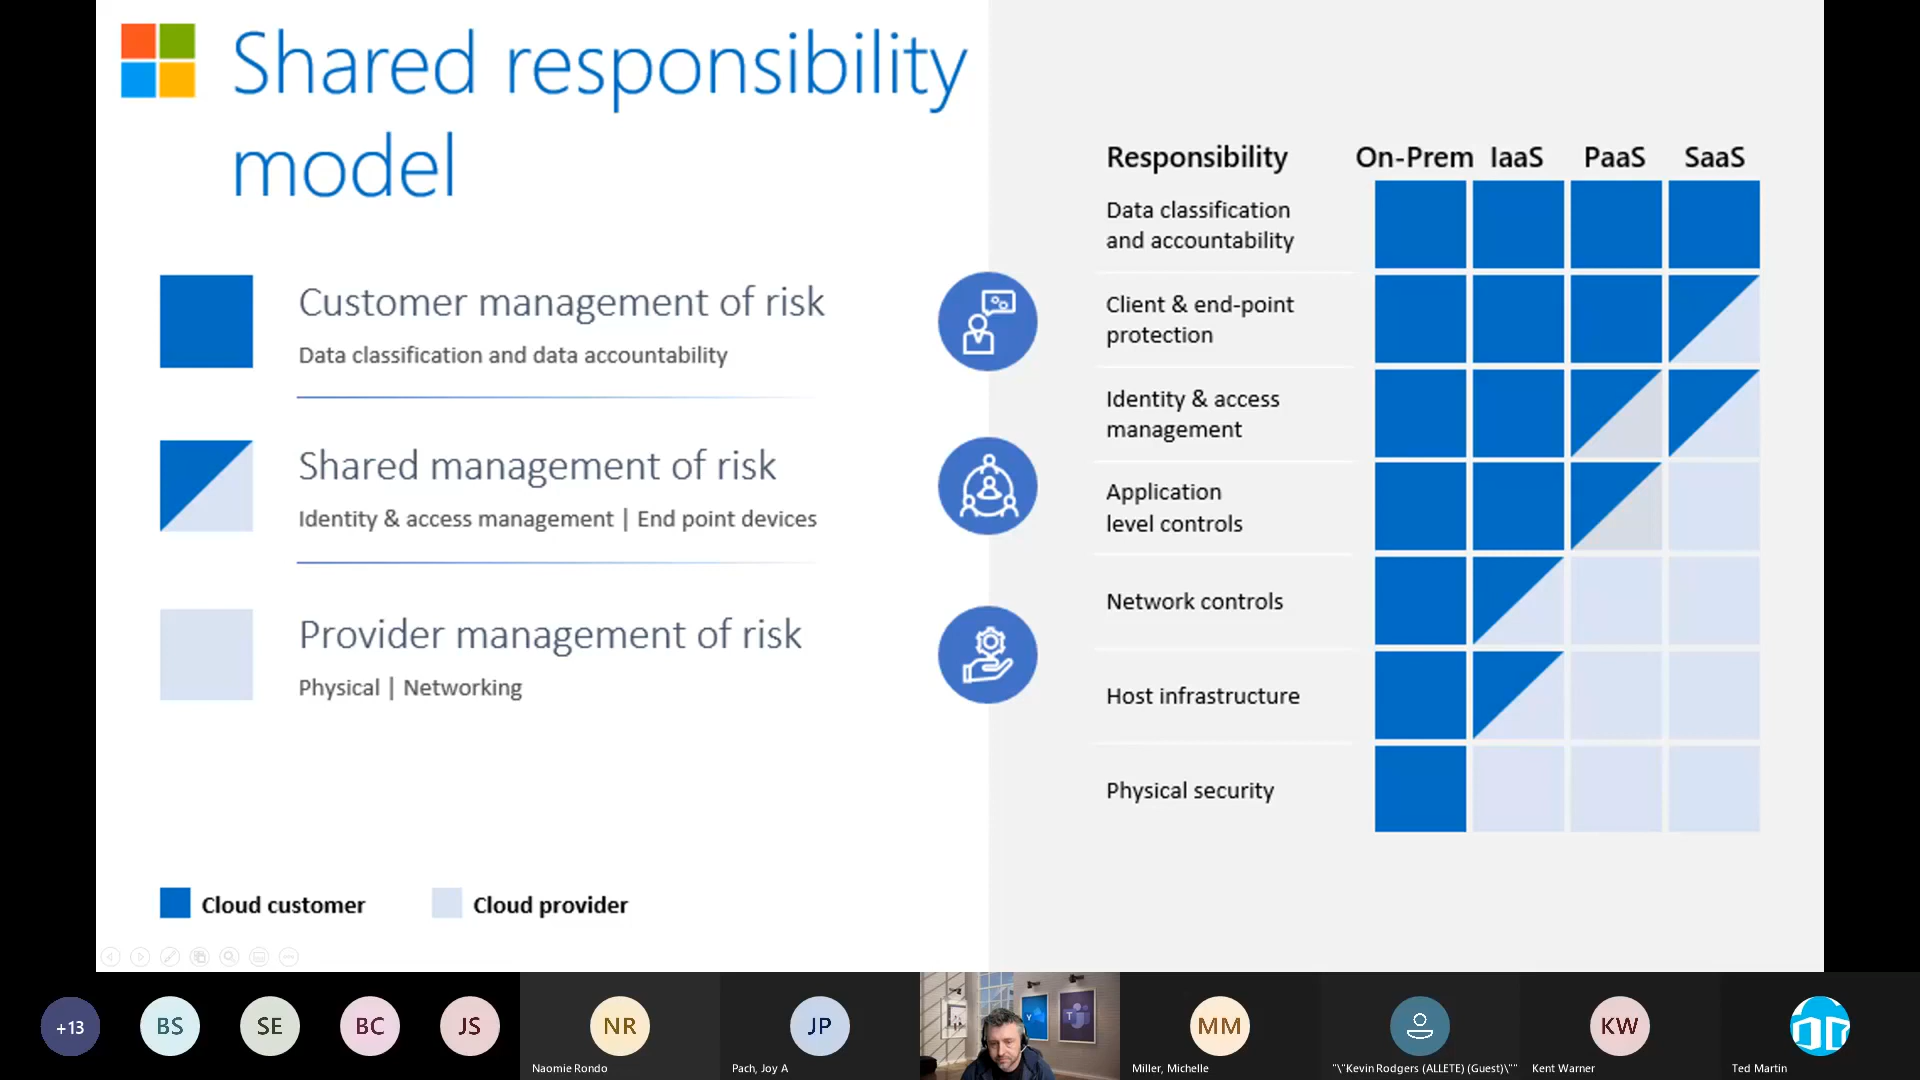 Shared responsibility
model
Customer management of risk
Data classification and data accountability
Shared management of risk
Identity & access management | End point devices
Provider management of risk
Physical | Networking
Cloud customer
Cloud provider
Responsibility On-Prem IaaS PaaS SaaS
Data classification
and accountability
Client & end-point
protection
Identity & access
management
Application
level controls
Network controls
Host infrastructure
Physical security
+13
BS
SE
BC
JS
NR
Naomie Rondo
JP
Pach, Joy A
MM
Miller, Michelle
"\"Kevin Rodgers (ALLETE) (Guest)\""
KW
Kent Warner
Ted Martin